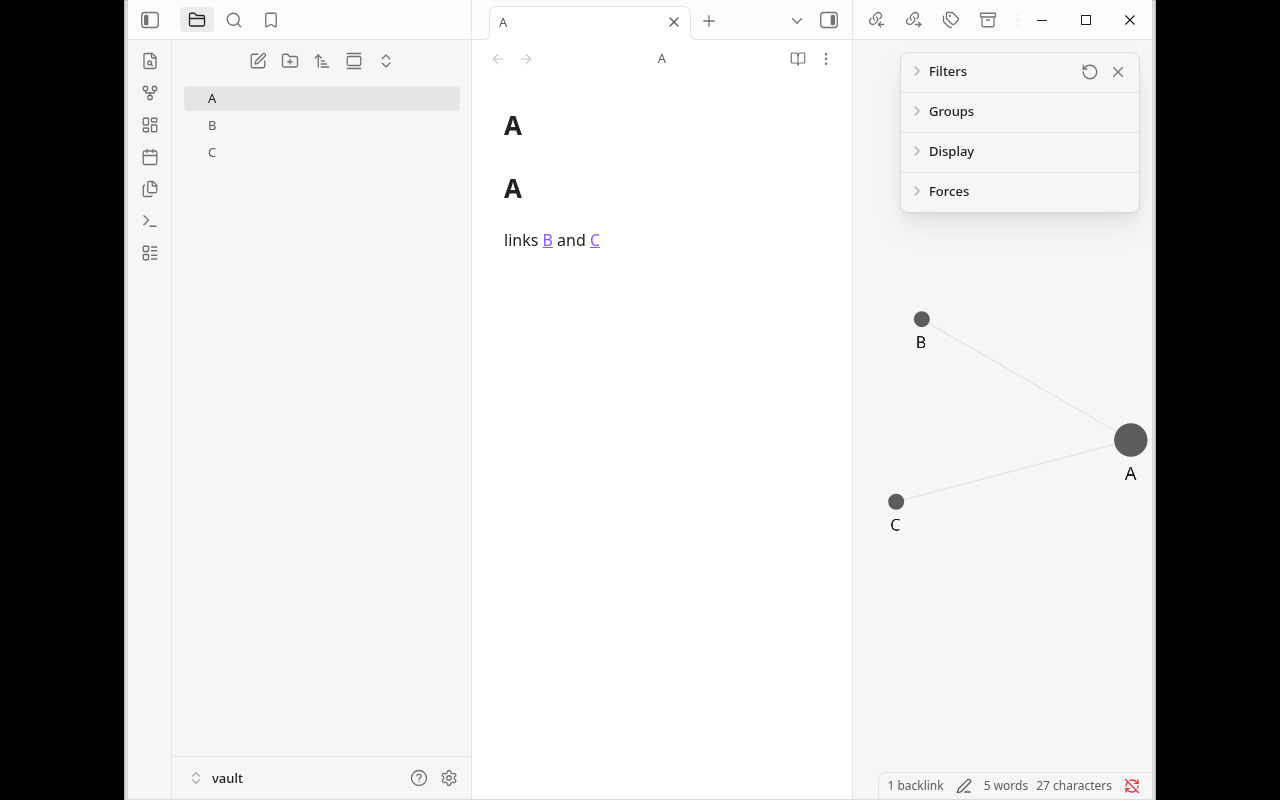 A
A
A
B
C
A
A
links B and C
Filters
Groups
Display
Forces
B
A
C
vault
1 backlink
5 words
27 characters